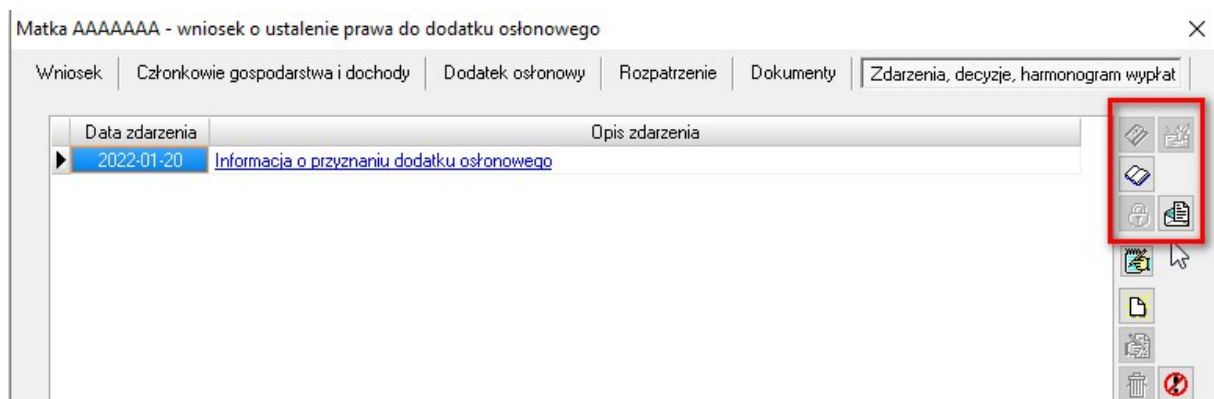 Matka AAAAAAA - wniosek o ustalenie prawa do dodatku osłonowego
Wniosek Członkowie gospodarstwa i dochody Dodatek osłonowy Rozpatrzenie Dokumenty Zdarzenia, decyzje, harmonogram wypłat
Data zdarzenia Opis zdarzenia
2022-01-20 Informacja o przyznaniu dodatku osłonowego